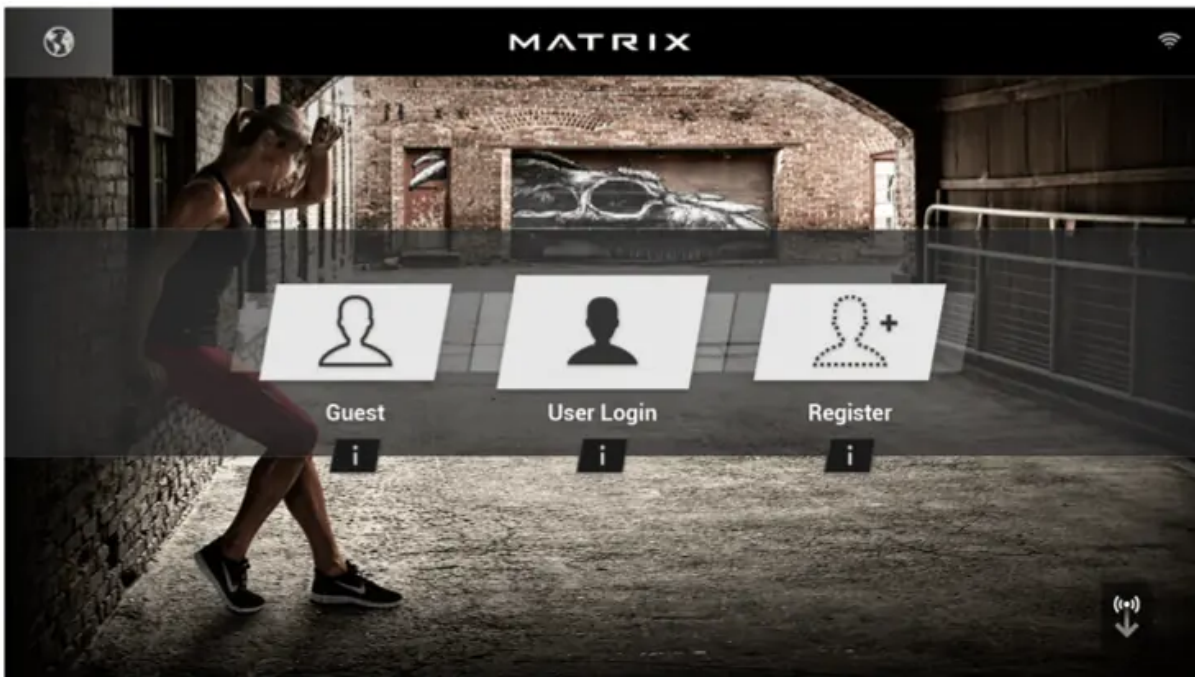 MATRIX
Guest
User Login
Register
i
i
i